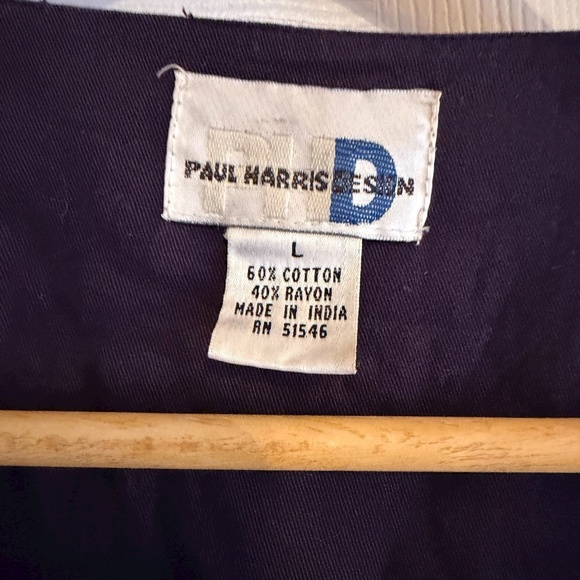 PHD
PAUL HARRIS DESIGN
L
60% COTTON
40% RAYON
MADE IN INDIA
RN 51546